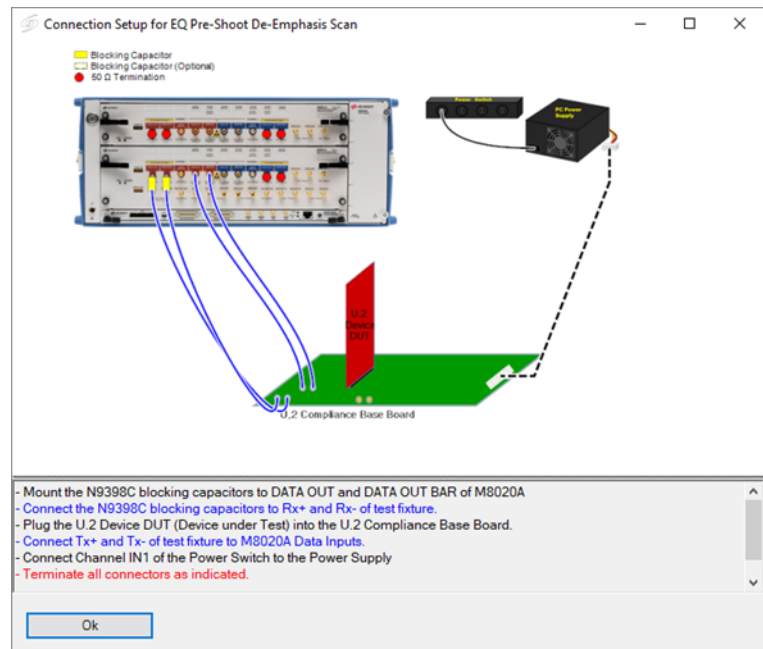 Connection Setup for EQ Pre-Shoot De-Emphasis Scan
Blocking Capacitor
Blocking Capacitor (Optional)
50 Ω Termination
Power Switch
PC Power
Supply
U.2
Device
DUT
U.2 Compliance Base Board
- Mount the N9398C blocking capacitors to DATA OUT and DATA OUT BAR of M8020A
- Connect the N9398C blocking capacitors to Rx+ and Rx- of test fixture.
- Plug the U.2 Device DUT (Device under Test) into the U.2 Compliance Base Board.
- Connect Tx+ and Tx- of test fixture to M8020A Data Inputs.
- Connect Channel IN1 of the Power Switch to the Power Supply
- Terminate all connectors as indicated.
Ok